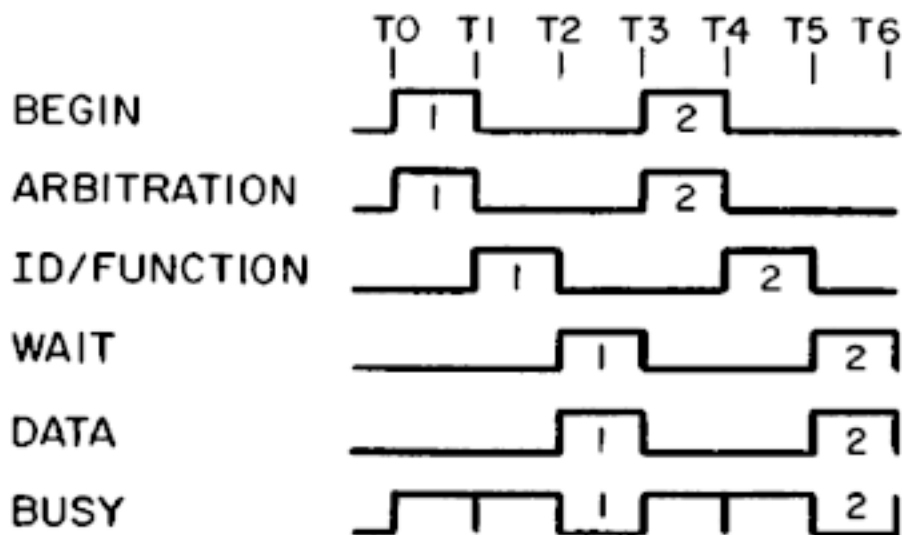 T0 T1 T2 T3 T4 T5 T6
BEGIN 1 2
ARBITRATION 1 2
ID/FUNCTION 1 2
WAIT 1 2
DATA 1 2
BUSY 1 2